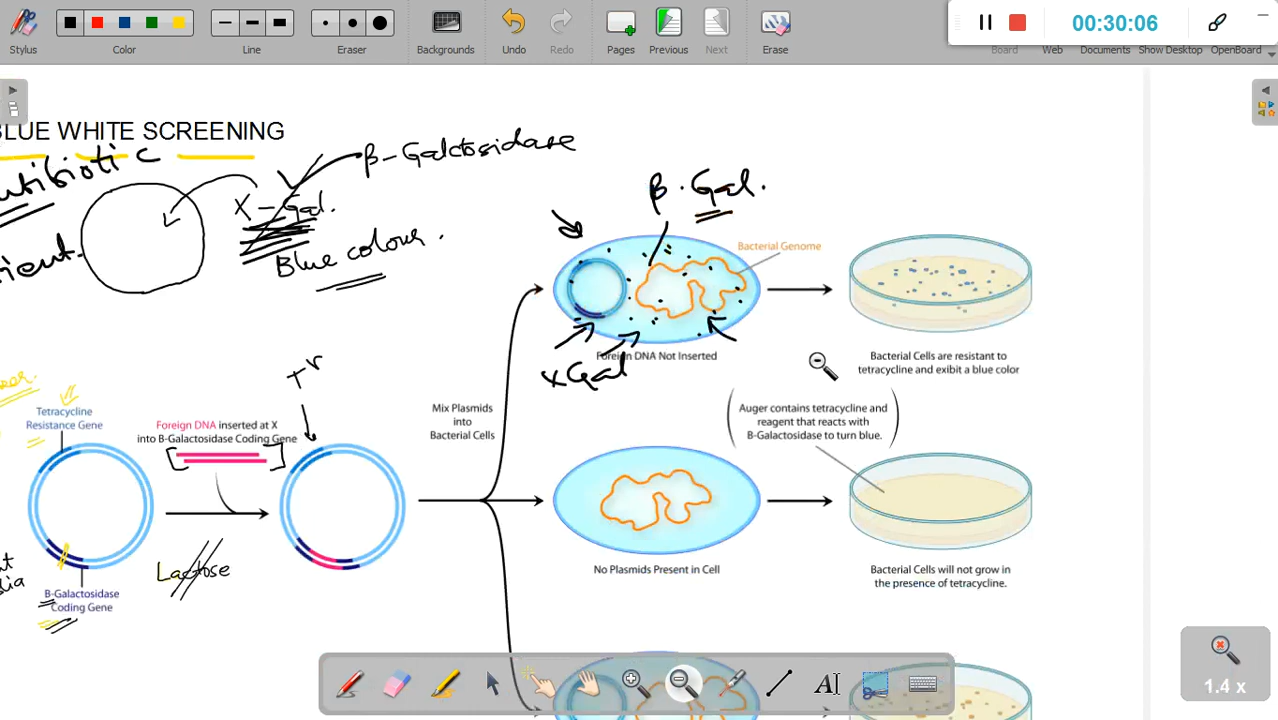 Stylus
Color
Line
Eraser
Backgrounds
Undo
Redo
Pages
Previous
Next
Erase
00:30:06
Board
Web
Documents
Show Desktop
OpenBoard
BLUE WHITE SCREENING
β-Galactosidase
X-Gal.
Blue colour.
β.Gal.
Bacterial Genome
xGal
Foreign DNA Not Inserted
Bacterial Cells are resistant to
tetracycline and exibit a blue color
Tr
Tetracycline
Resistance Gene
Foreign DNA inserted at X
into B-Galactosidase Coding Gene
Mix Plasmids
into
Bacterial Cells
Auger contains tetracycline and
reagent that reacts with
B-Galactosidase to turn blue.
Lactose
B-Galactosidase
Coding Gene
No Plasmids Present in Cell
Bacterial Cells will not grow in
the presence of tetracycline.
1.4 x